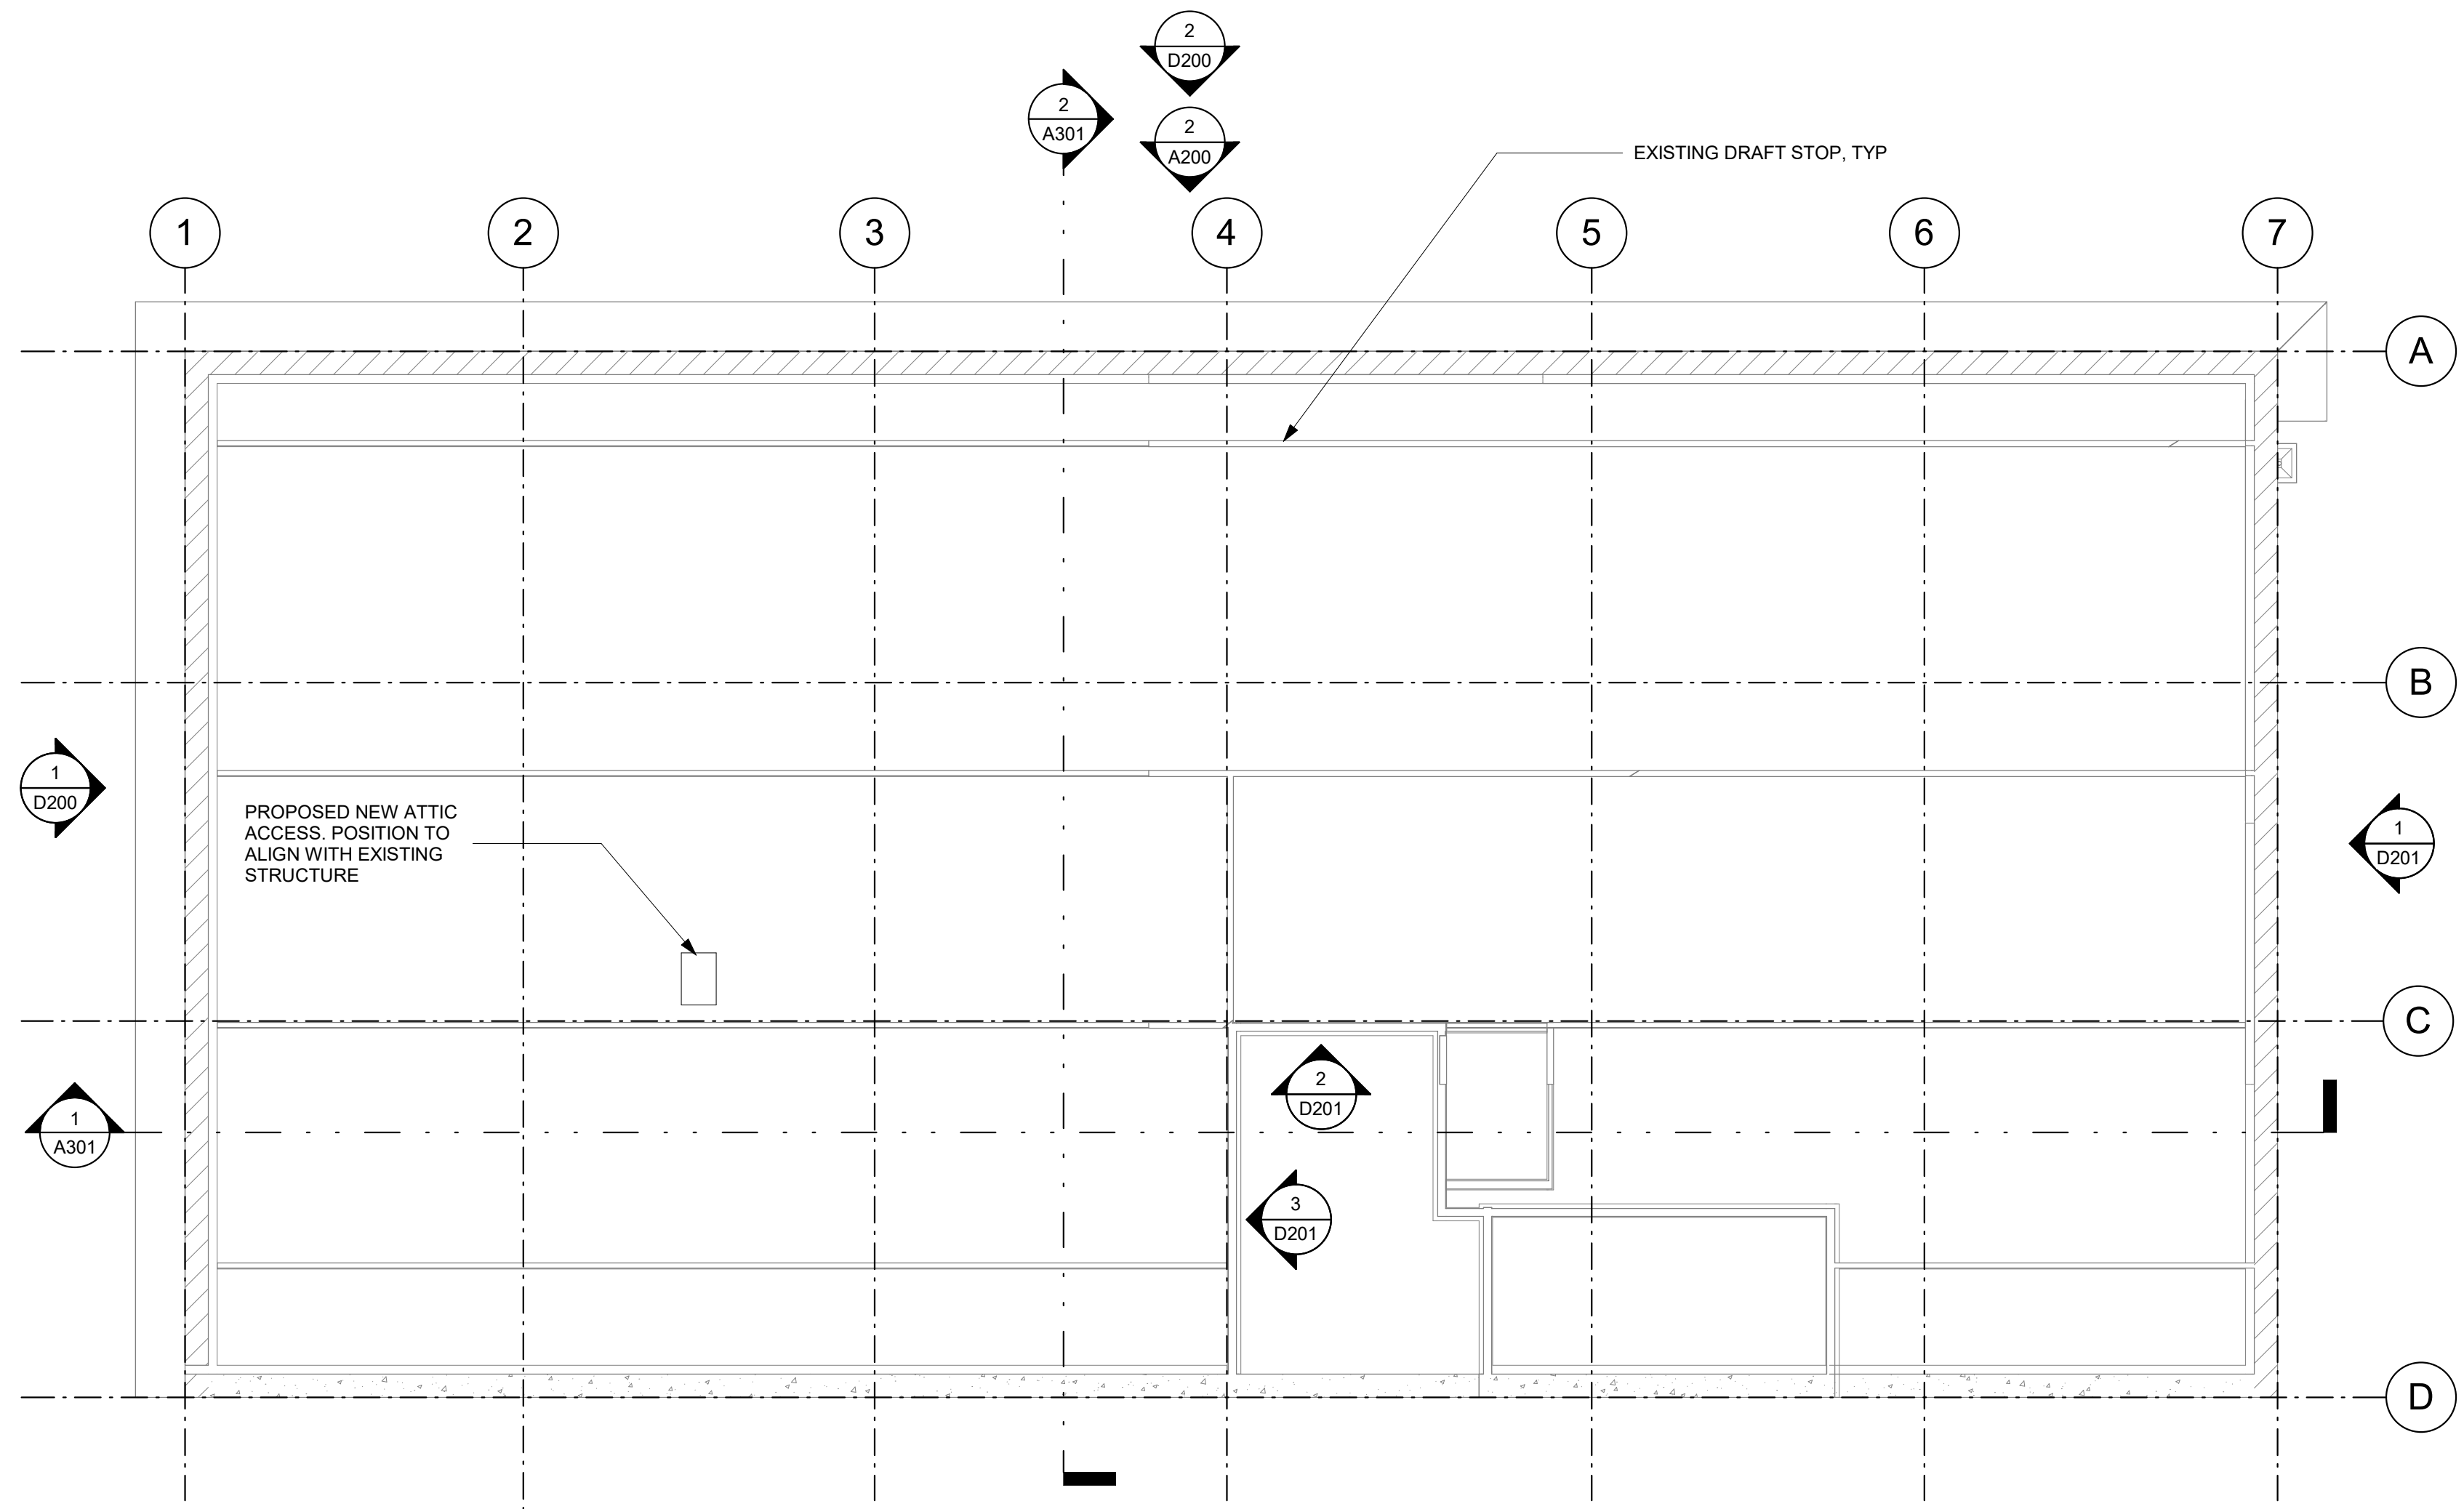 2
D200
2
A301
2
A200
EXISTING DRAFT STOP, TYP
1
2
3
4
5
6
7
A
B
1
D200
PROPOSED NEW ATTIC
ACCESS. POSITION TO
ALIGN WITH EXISTING
STRUCTURE
1
D201
C
2
D201
1
A301
3
D201
D